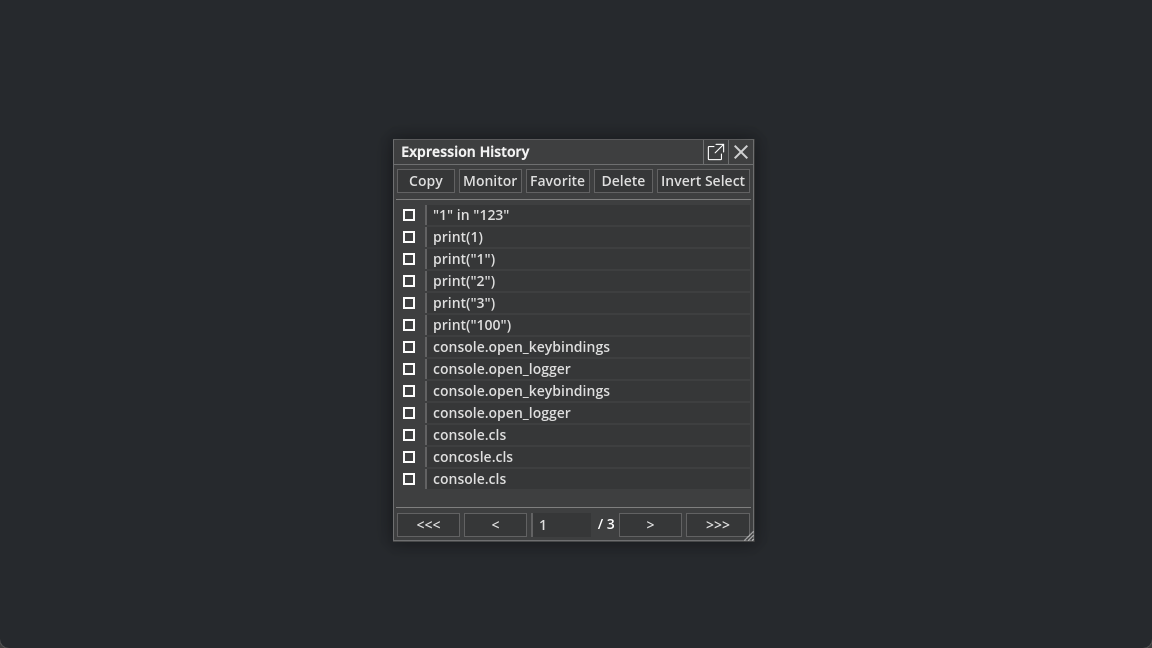 Expression History
Copy Monitor Favorite Delete Invert Select
"1" in "123"
print(1)
print("1")
print("2")
print("3")
print("100")
console.open_keybindings
console.open_logger
console.open_keybindings
console.open_logger
console.cls
concosle.cls
console.cls
<<< < 1 / 3 > >>>